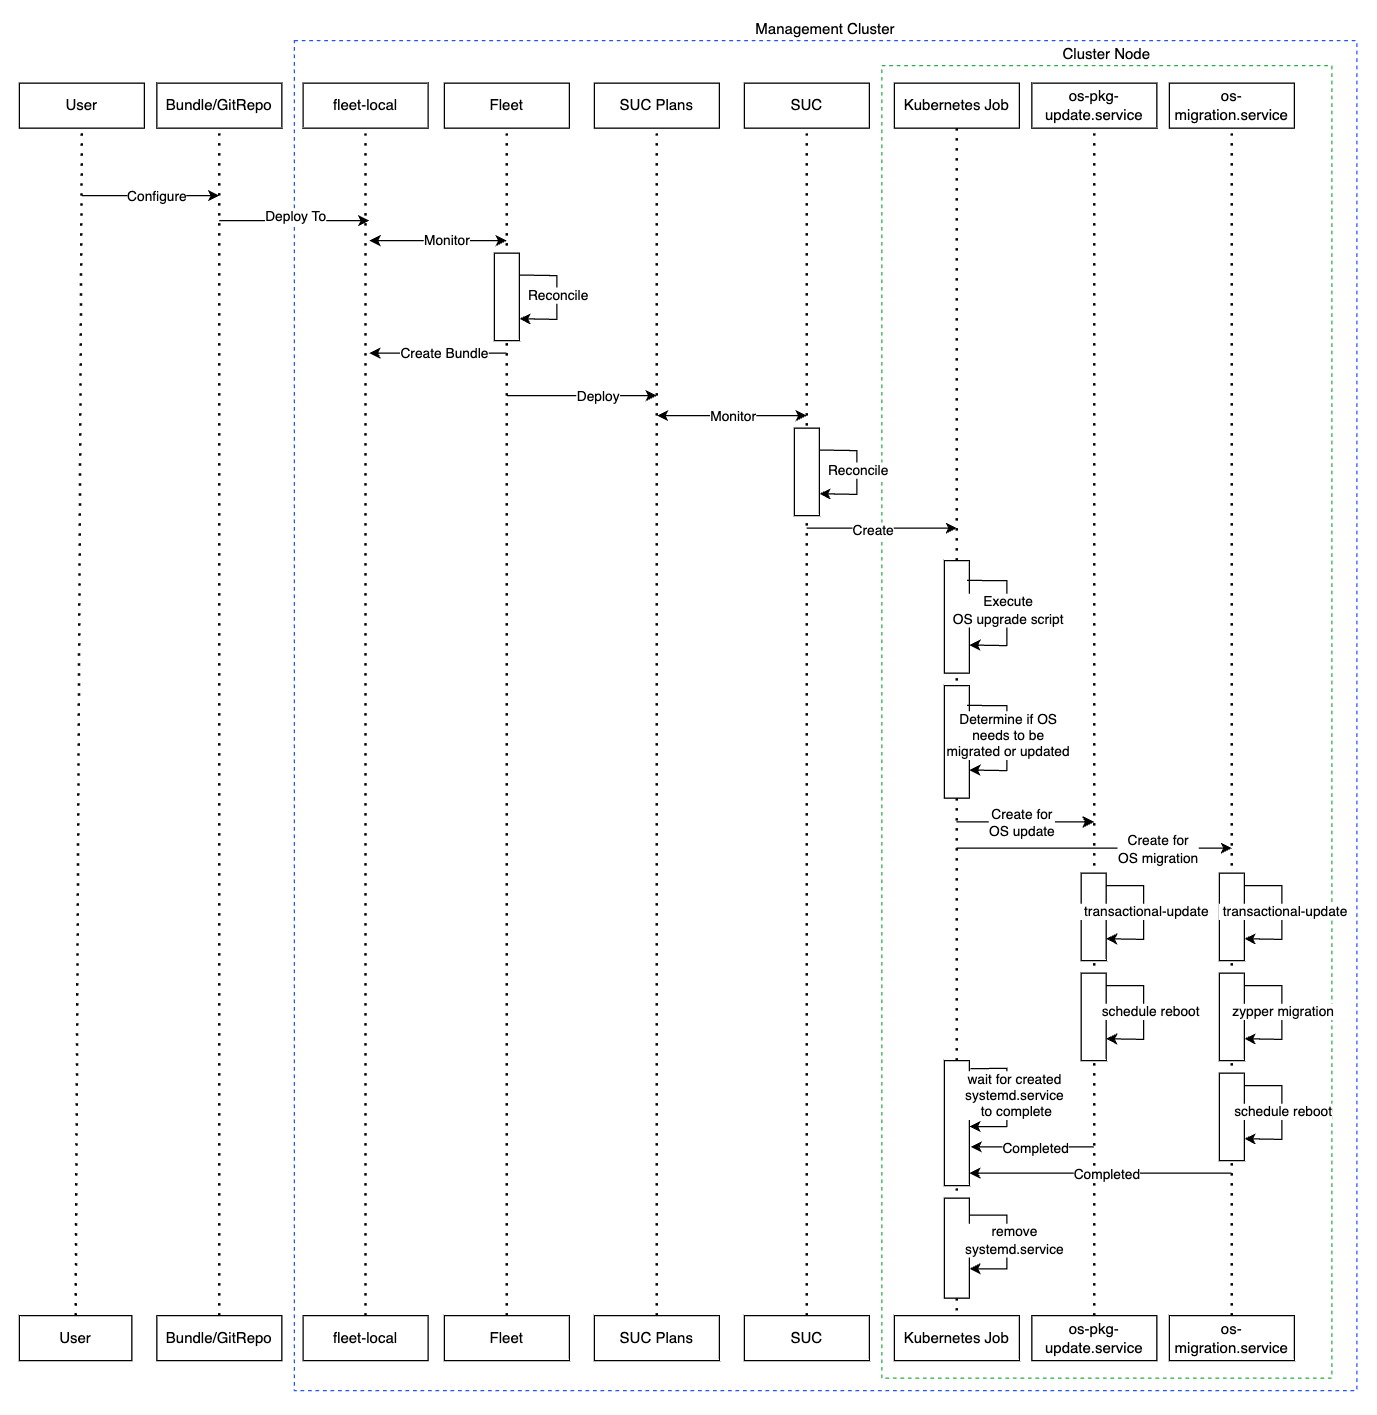 Management Cluster
Cluster Node
User
Bundle/GitRepo
fleet-local
Fleet
SUC Plans
SUC
Kubernetes Job
os-pkg-
update.service
os-
migration.service
Configure
Deploy To
Monitor
Reconcile
Create Bundle
Deploy
Monitor
Reconcile
Create
Execute
OS upgrade script
Determine if OS
needs to be
migrated or updated
Create for
OS update
Create for
OS migration
transactional-update
transactional-update
schedule reboot
zypper migration
wait for created
systemd.service
to complete
schedule reboot
Completed
Completed
remove
systemd.service
User
Bundle/GitRepo
fleet-local
Fleet
SUC Plans
SUC
Kubernetes Job
os-pkg-
update.service
os-
migration.service